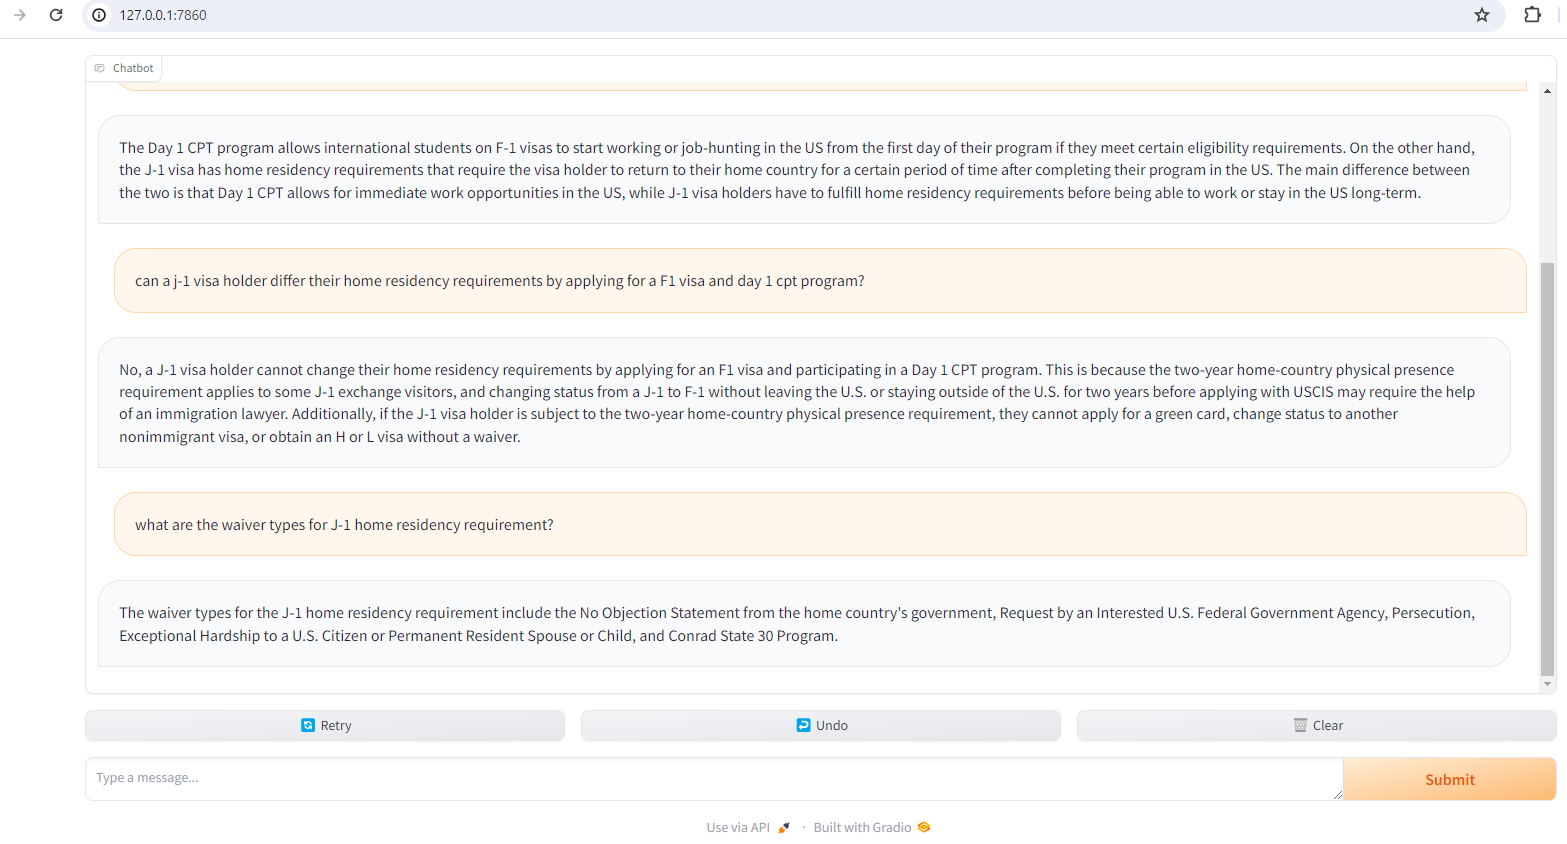 127.0.0.1:7860
Chatbot
The Day 1 CPT program allows international students on F-1 visas to start working or job-hunting in the US from the first day of their program if they meet certain eligibility requirements. On the other hand,
the J-1 visa has home residency requirements that require the visa holder to return to their home country for a certain period of time after completing their program in the US. The main difference between
the two is that Day 1 CPT allows for immediate work opportunities in the US, while J-1 visa holders have to fulfill home residency requirements before being able to work or stay in the US long-term.
can a j-1 visa holder differ their home residency requirements by applying for a F1 visa and day 1 cpt program?
No, a J-1 visa holder cannot change their home residency requirements by applying for an F1 visa and participating in a Day 1 CPT program. This is because the two-year home-country physical presence
requirement applies to some J-1 exchange visitors, and changing status from a J-1 to F-1 without leaving the U.S. or staying outside of the U.S. for two years before applying with USCIS may require the help
of an immigration lawyer. Additionally, if the J-1 visa holder is subject to the two-year home-country physical presence requirement, they cannot apply for a green card, change status to another
nonimmigrant visa, or obtain an H or L visa without a waiver.
what are the waiver types for J-1 home residency requirement?
The waiver types for the J-1 home residency requirement include the No Objection Statement from the home country's government, Request by an Interested U.S. Federal Government Agency, Persecution,
Exceptional Hardship to a U.S. Citizen or Permanent Resident Spouse or Child, and Conrad State 30 Program.
Retry
Undo
Clear
Type a message...
Submit
Use via API · Built with Gradio